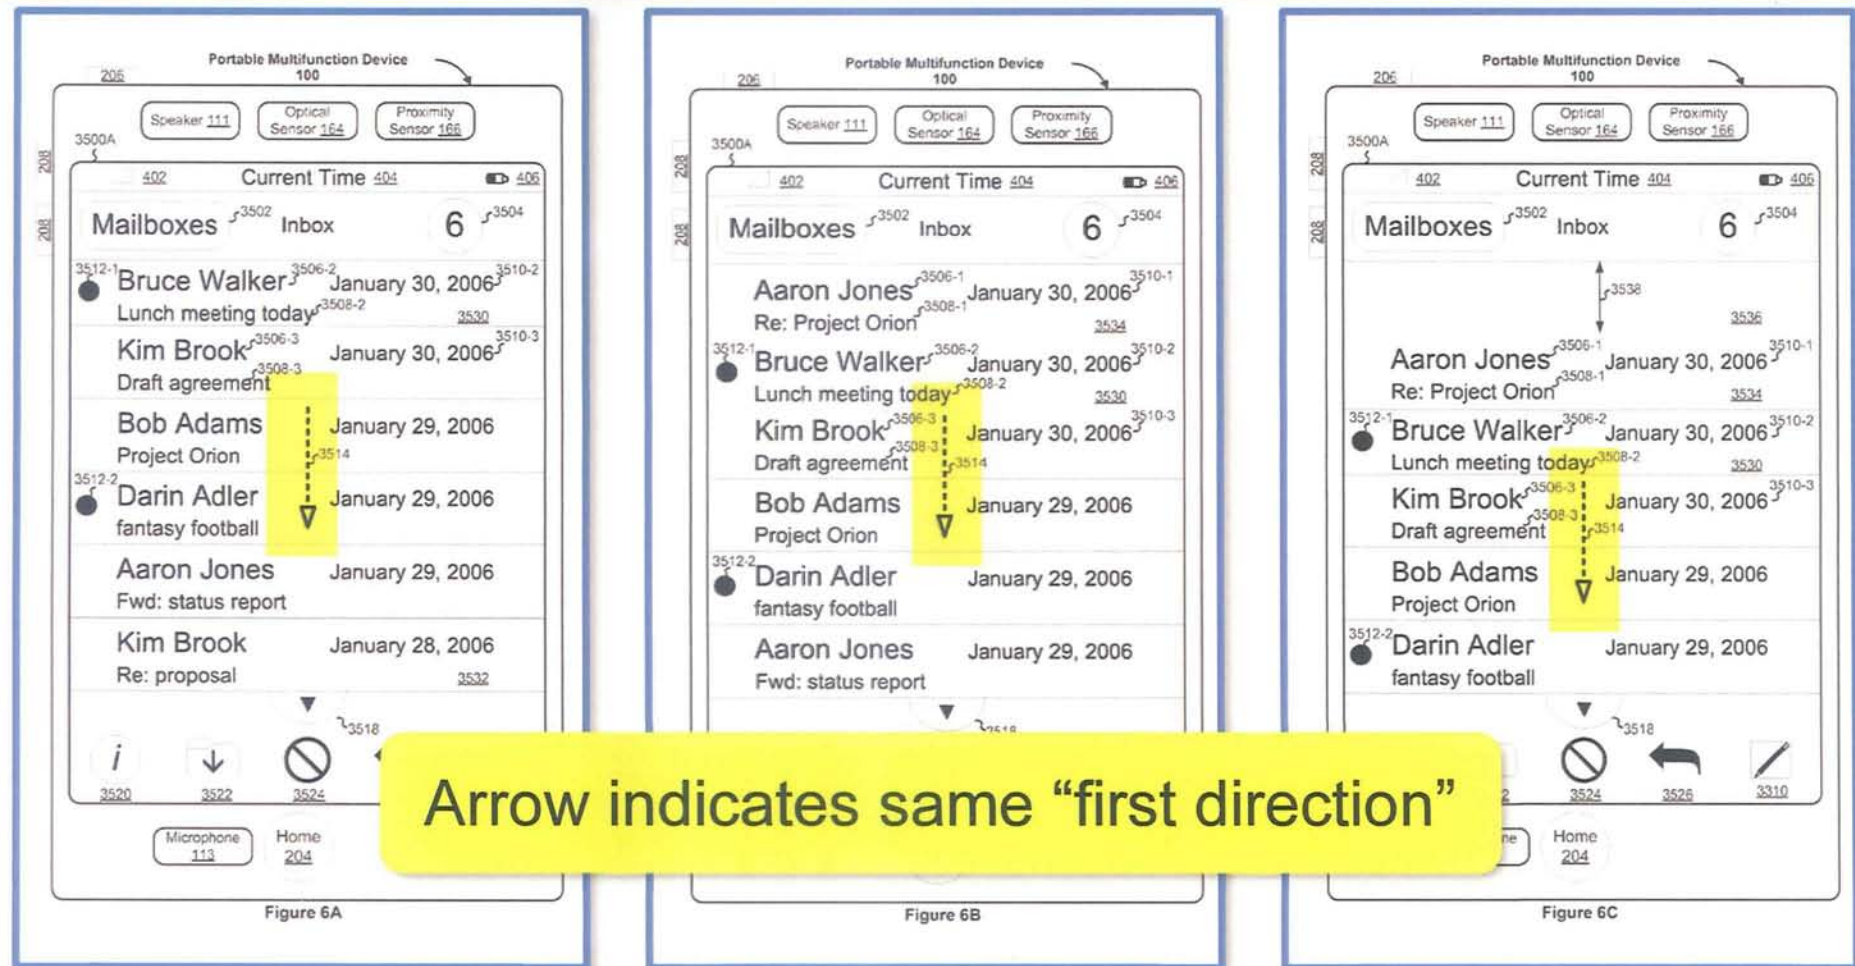 Portable Multifunction Device
100
206
Speaker 111
Optical
Sensor 164
Proximity
Sensor 166
3500A
208
208
402 Current Time 404 406
Mailboxes 3502 Inbox 6 3504
3512-1 Bruce Walker 3506-2 January 30, 2006 3510-2
Lunch meeting today 3508-2 3530
Kim Brook 3506-3 January 30, 2006 3510-3
Draft agreement 3508-3
Bob Adams January 29, 2006
Project Orion 3514
3512-2 Darin Adler January 29, 2006
fantasy football
Aaron Jones January 29, 2006
Fwd: status report
Kim Brook January 28, 2006
Re: proposal 3532
3518
i
3520 3522 3524
Microphone
113
Home
204
Figure 6A
Portable Multifunction Device
100
206
Speaker 111
Optical
Sensor 164
Proximity
Sensor 166
3500A
208
208
402 Current Time 404 406
Mailboxes 3502 Inbox 6 3504
Aaron Jones 3506-1 January 30, 2006 3510-1
Re: Project Orion 3508-1 3534
3512-1 Bruce Walker 3506-2 January 30, 2006 3510-2
Lunch meeting today 3508-2 3530
Kim Brook 3506-3 January 30, 2006 3510-3
Draft agreement 3508-3 3514
Bob Adams January 29, 2006
Project Orion
3512-2 Darin Adler January 29, 2006
fantasy football
Aaron Jones January 29, 2006
Fwd: status report
3518
Figure 6B
Portable Multifunction Device
100
206
Speaker 111
Optical
Sensor 164
Proximity
Sensor 166
3500A
208
208
402 Current Time 404 406
Mailboxes 3502 Inbox 6 3504
3538
3536
Aaron Jones 3506-1 January 30, 2006 3510-1
Re: Project Orion 3508-1 3534
3512-1 Bruce Walker 3506-2 January 30, 2006 3510-2
Lunch meeting today 3508-2 3530
Kim Brook 3506-3 January 30, 2006 3510-3
Draft agreement 3508-3 3514
Bob Adams January 29, 2006
Project Orion
3512-2 Darin Adler January 29, 2006
fantasy football
3518
2 3524 3526 3310
ne
Home
204
Figure 6C
Arrow indicates same “first direction”